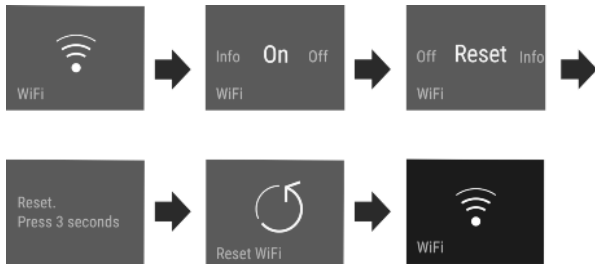 WiFi
Info On Off
WiFi
Off Reset Info
WiFi
Reset.
Press 3 seconds
Reset WiFi
WiFi